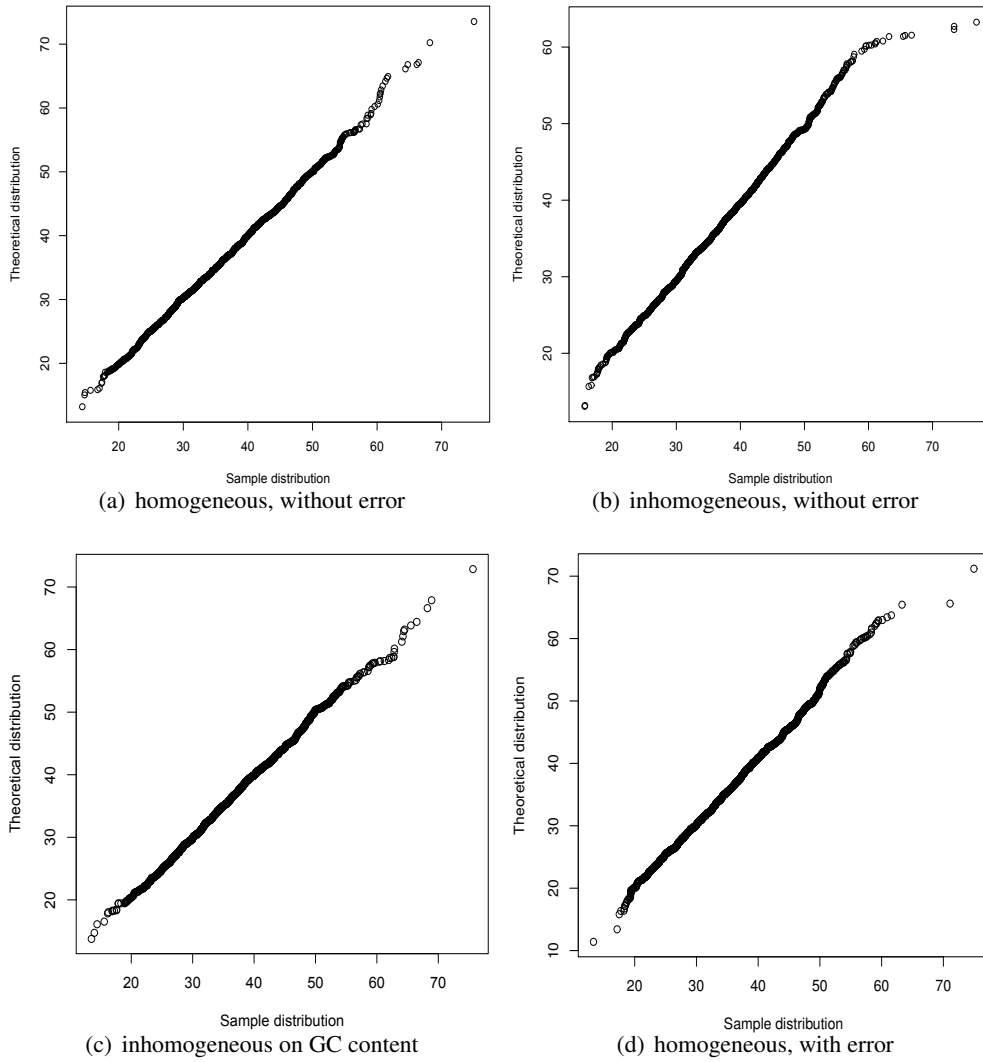 70
60
50
40
30
20
Theoretical distribution
20 30 40 50 60 70
Sample distribution
(a) homogeneous, without error
60
50
40
30
20
Theoretical distribution
20 30 40 50 60 70
Sample distribution
(b) inhomogeneous, without error
70
60
50
40
30
20
Theoretical distribution
20 30 40 50 60 70
Sample distribution
(c) inhomogeneous on GC content
70
60
50
40
30
20
10
Theoretical distribution
20 30 40 50 60 70
Sample distribution
(d) homogeneous, with error